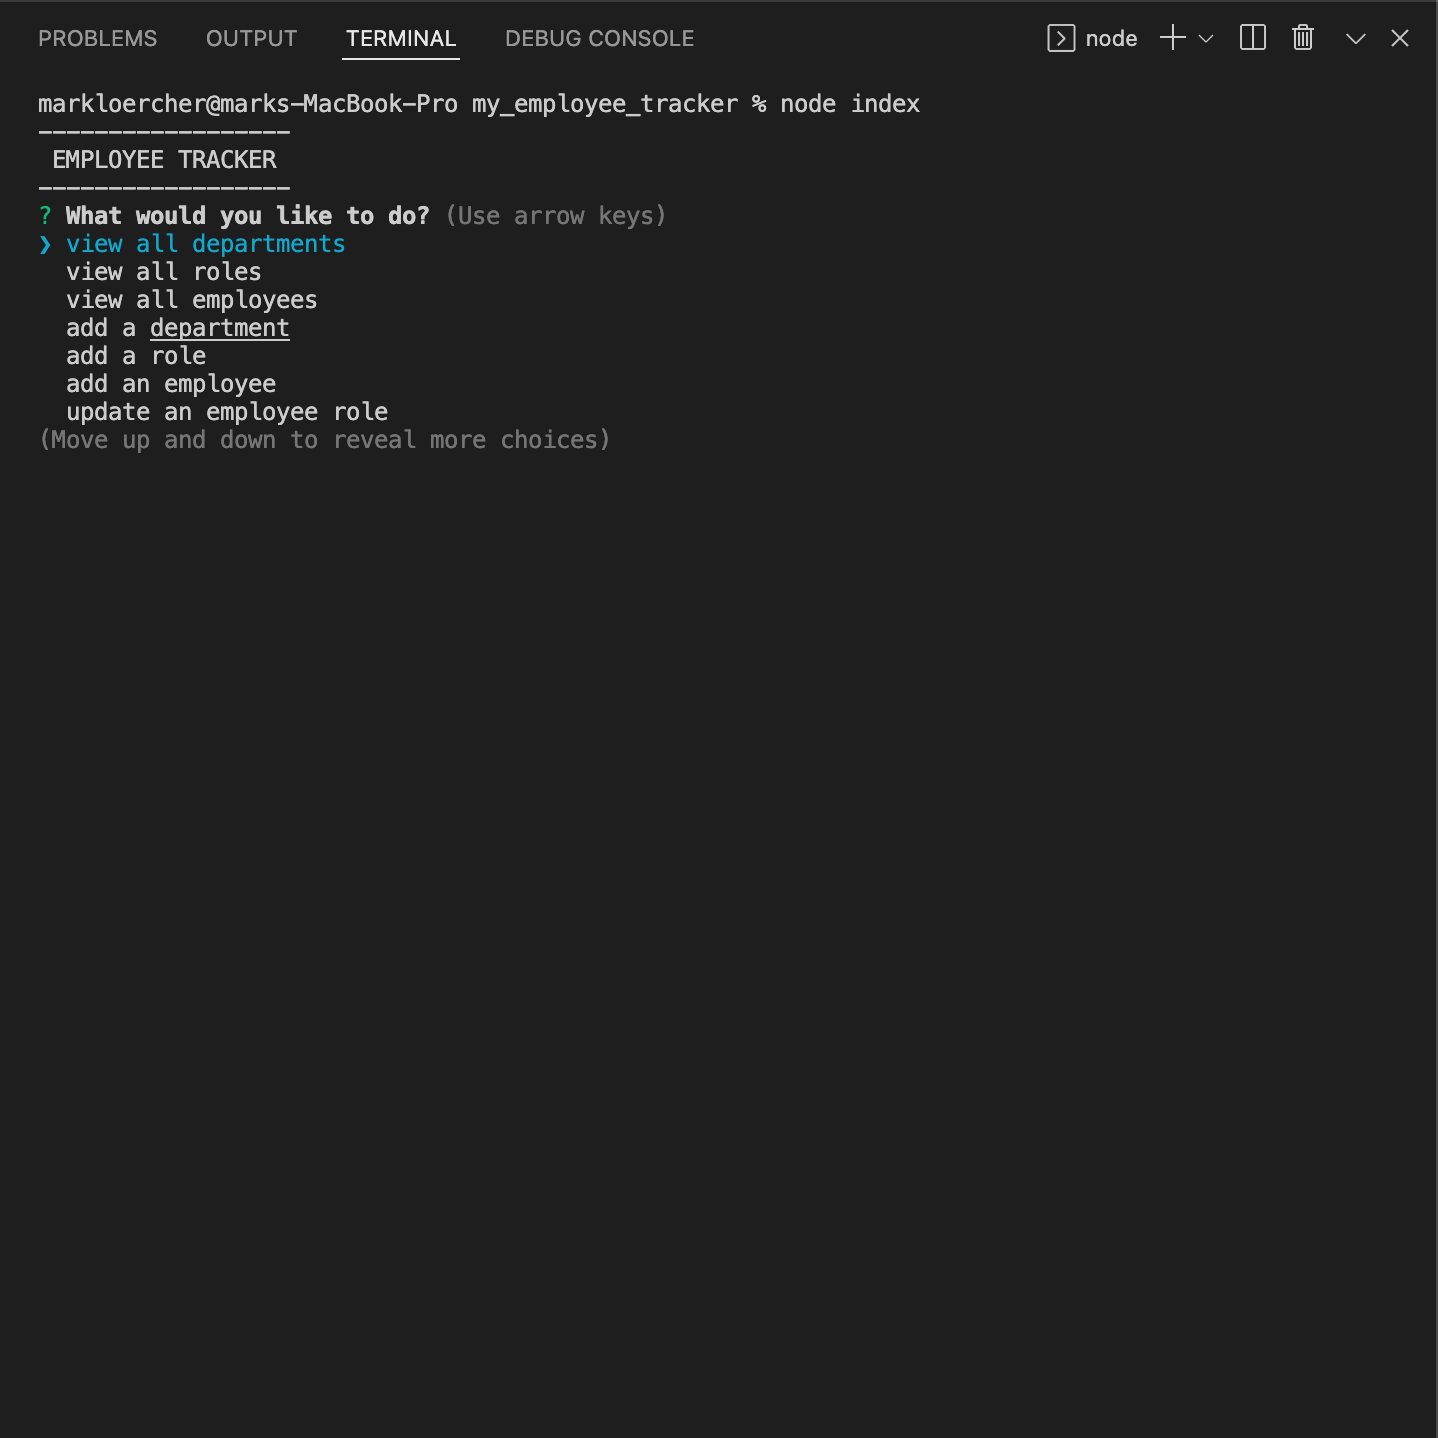 PROBLEMS OUTPUT TERMINAL DEBUG CONSOLE node
markloercher@marks-MacBook-Pro my_employee_tracker % node index
------------------
EMPLOYEE TRACKER
------------------
? What would you like to do? (Use arrow keys)
❯ view all departments
view all roles
view all employees
add a department
add a role
add an employee
update an employee role
(Move up and down to reveal more choices)